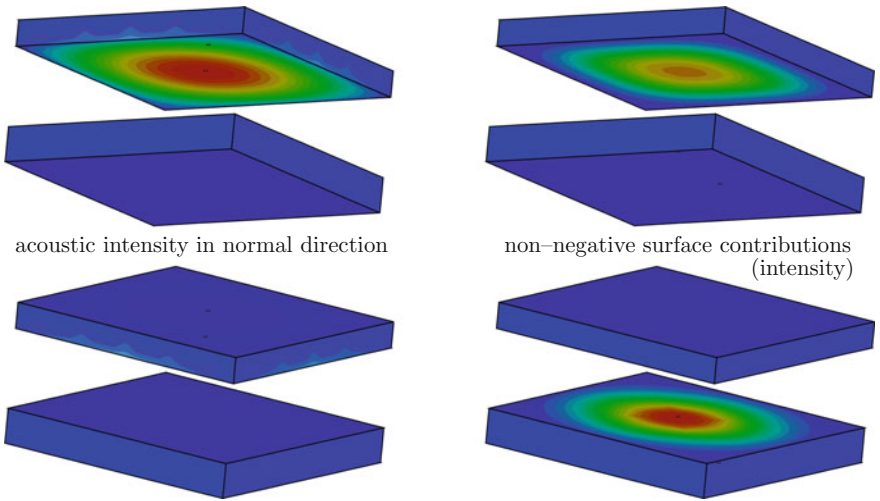 acoustic intensity in normal direction
non–negative surface contributions
(intensity)